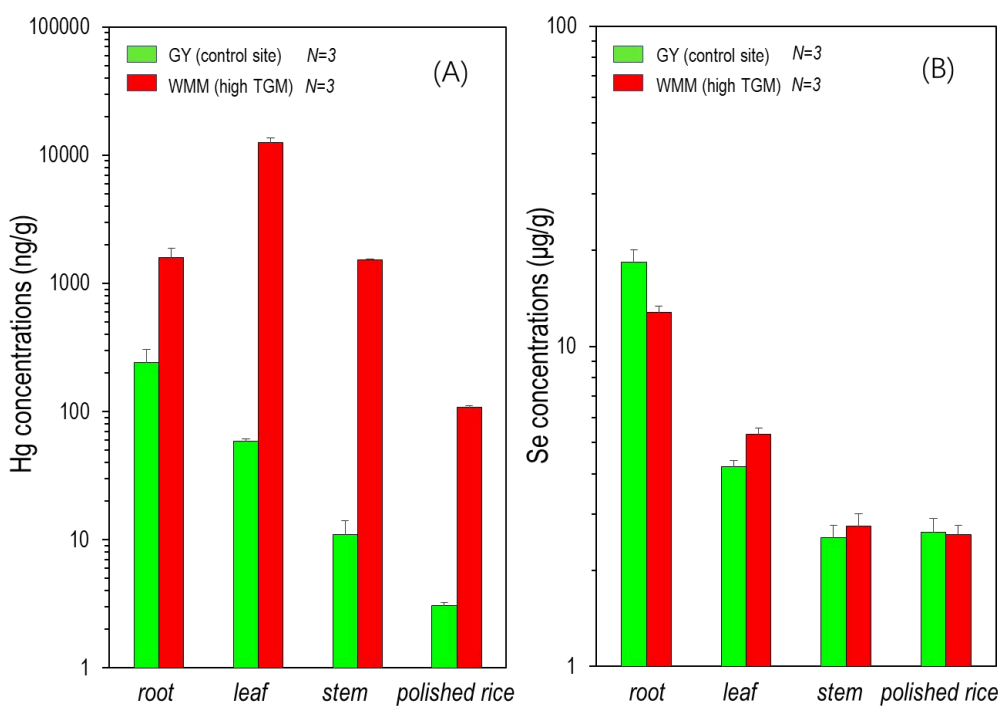 100000
10000
1000
100
10
1
Hg concentrations (ng/g)
GY (control site) N=3
WMM (high TGM) N=3
(A)
root leaf stem polished rice
100
10
1
Se concentrations (µg/g)
GY (control site) N=3
WMM (high TGM) N=3
(B)
root leaf stem polished rice